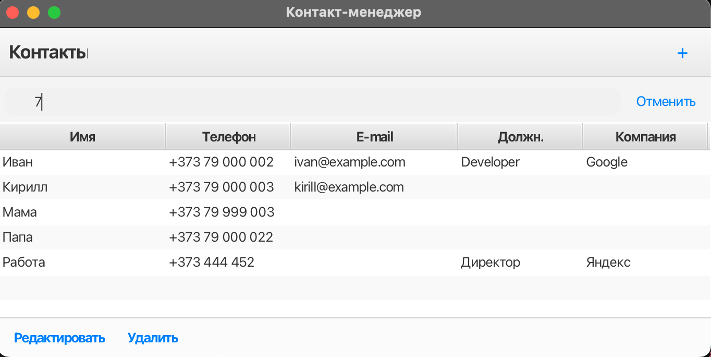 Контакт-менеджер
Контакты +
7 Отменить
Имя Телефон E-mail Должн. Компания
Иван +373 79 000 002 ivan@example.com Developer Google
Кирилл +373 79 000 003 kirill@example.com
Мама +373 79 999 003
Папа +373 79 000 022
Работа +373 444 452 Директор Яндекс
Редактировать Удалить